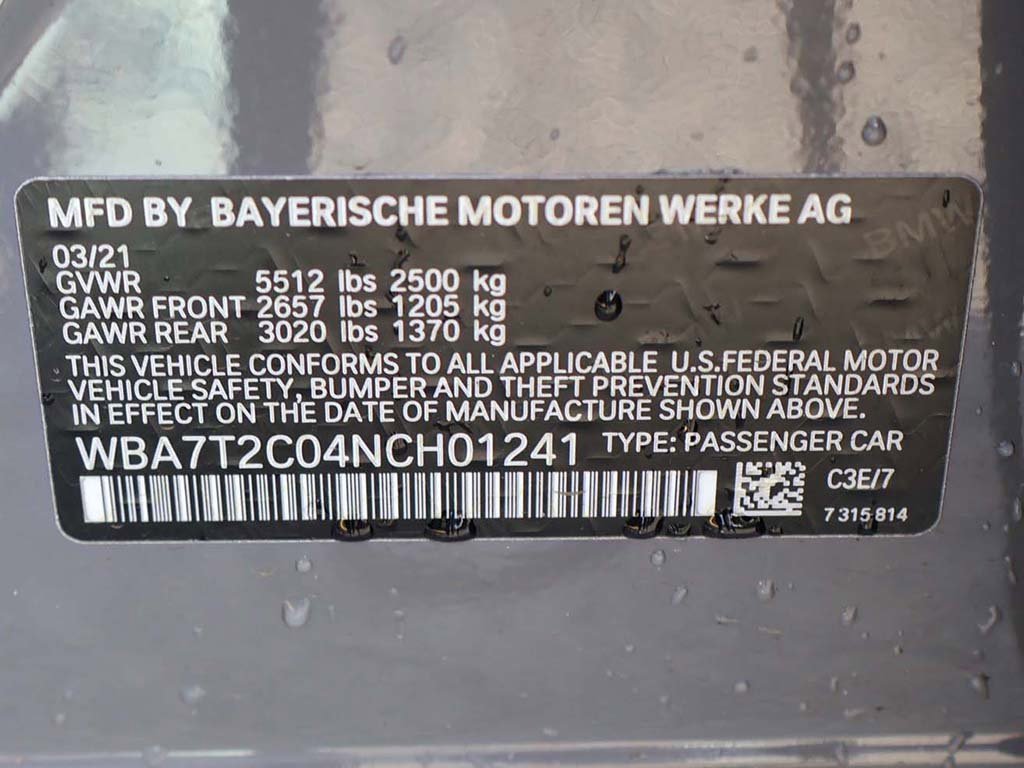 MFD BY BAYERISCHE MOTOREN WERKE AG
BMW
03/21
GVWR 5512 lbs 2500 kg
GAWR FRONT 2657 lbs 1205 kg
GAWR REAR 3020 lbs 1370 kg
THIS VEHICLE CONFORMS TO ALL APPLICABLE U.S.FEDERAL MOTOR
VEHICLE SAFETY, BUMPER AND THEFT PREVENTION STANDARDS
IN EFFECT ON THE DATE OF MANUFACTURE SHOWN ABOVE.
WBA7T2C04NCH01241 TYPE: PASSENGER CAR
C3E/7
7 315 814